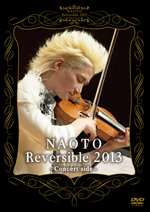 NAOTO
Reversible 2013
-Concert side-
DVD